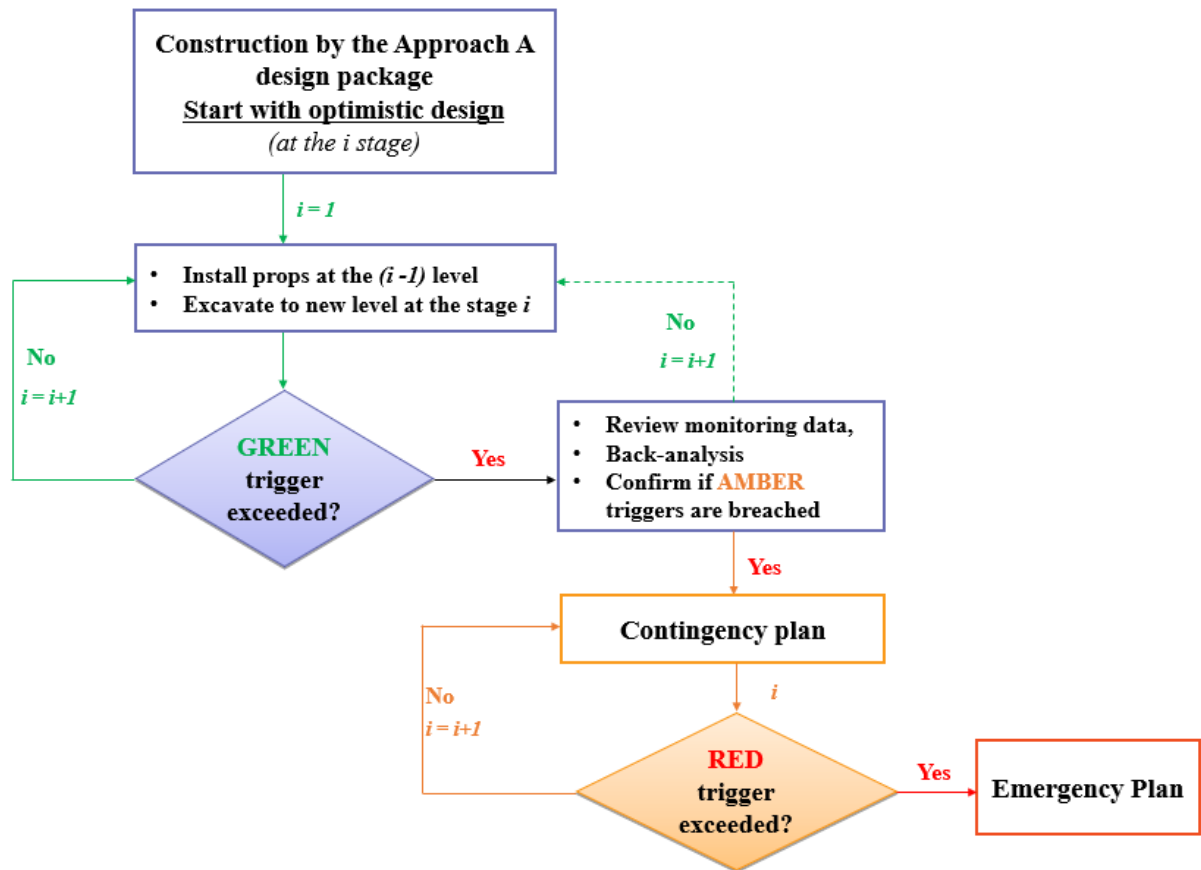 Construction by the Approach A
design package
Start with optimistic design
(at the i stage)
i = 1
• Install props at the (i -1) level
• Excavate to new level at the stage i
No
i = i+1
No
i = i+1
GREEN
trigger
exceeded?
Yes
• Review monitoring data,
• Back-analysis
• Confirm if AMBER
triggers are breached
Yes
Contingency plan
i
No
i = i+1
RED
trigger
exceeded?
Yes
Emergency Plan